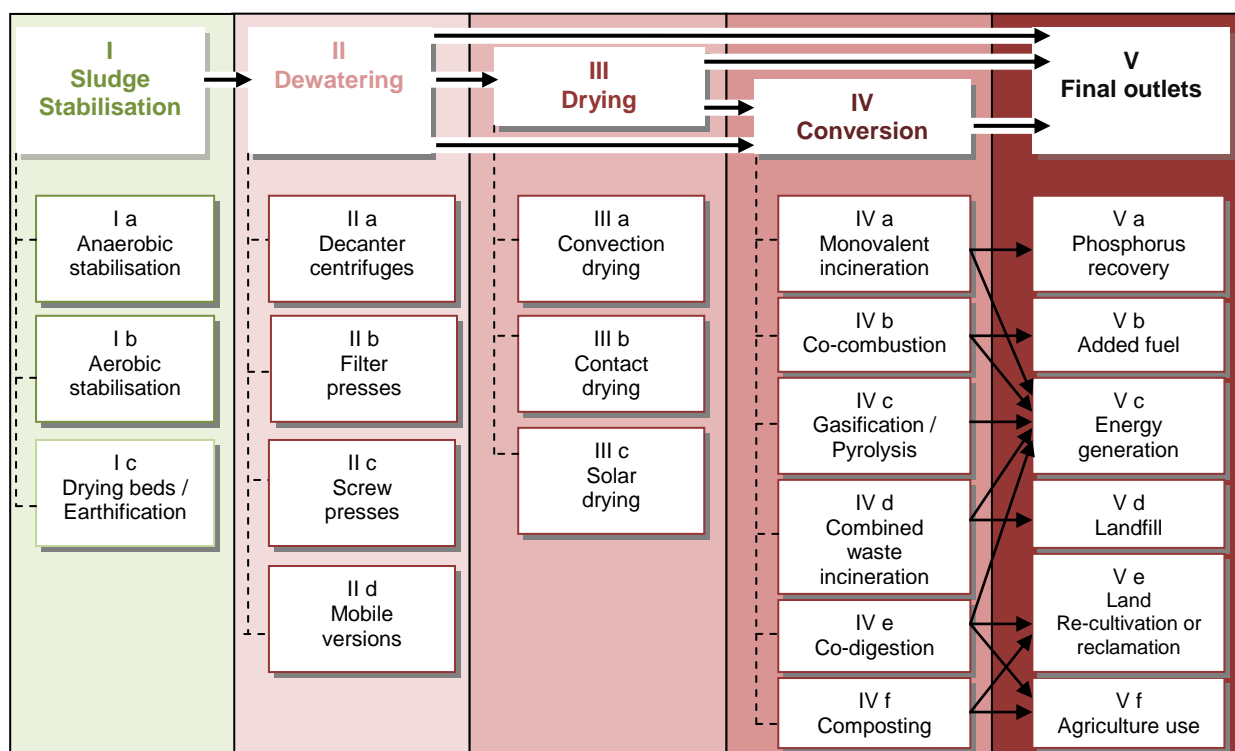 I
Sludge
Stabilisation
II
Dewatering
III
Drying
IV
Conversion
V
Final outlets
I a
Anaerobic
stabilisation
I b
Aerobic
stabilisation
I c
Drying beds /
Earthification
II a
Decanter
centrifuges
II b
Filter
presses
II c
Screw
presses
II d
Mobile
versions
III a
Convection
drying
III b
Contact
drying
III c
Solar
drying
IV a
Monovalent
incineration
IV b
Co-combustion
IV c
Gasification /
Pyrolysis
IV d
Combined
waste
incineration
IV e
Co-digestion
IV f
Composting
V a
Phosphorus
recovery
V b
Added fuel
V c
Energy
generation
V d
Landfill
V e
Land
Re-cultivation or
reclamation
V f
Agriculture use